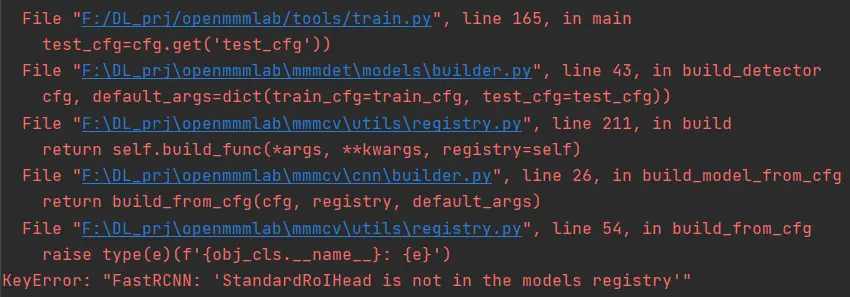 File "F:/DL_prj/openmmmlab/tools/train.py", line 165, in main
test_cfg=cfg.get('test_cfg'))
File "F:\DL_prj\openmmmlab\mmmdet\models\builder.py", line 43, in build_detector
cfg, default_args=dict(train_cfg=train_cfg, test_cfg=test_cfg))
File "F:\DL_prj\openmmmlab\mmmcv\utils\registry.py", line 211, in build
return self.build_func(*args, **kwargs, registry=self)
File "F:\DL_prj\openmmmlab\mmmcv\cnn\builder.py", line 26, in build_model_from_cfg
return build_from_cfg(cfg, registry, default_args)
File "F:\DL_prj\openmmmlab\mmmcv\utils\registry.py", line 54, in build_from_cfg
raise type(e)(f'{obj_cls.__name__}: {e}')
KeyError: "FastRCNN: 'StandardRoIHead is not in the models registry'"